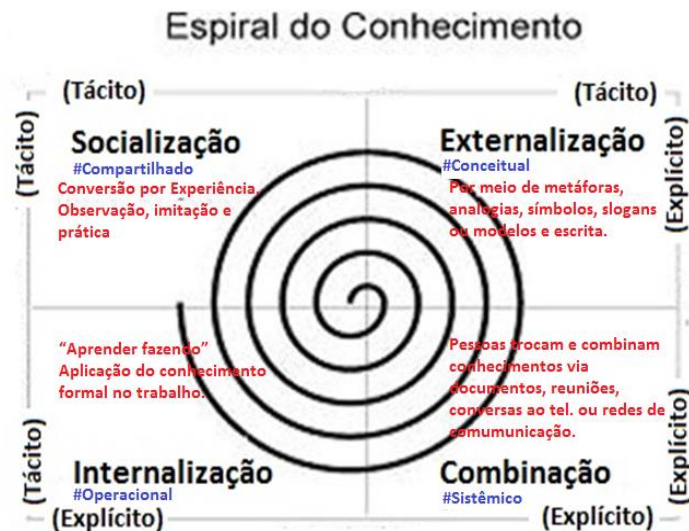 Espiral do Conhecimento
(Tácito)
(Tácito)
(Tácito)
Socialização
#Compartilhado
Conversão por Experiência,
Observação, imitação e
prática
Externalização
#Conceitual
Por meio de metáforas,
analogias, símbolos, slogans
ou modelos e escrita.
(Explícito)
“Aprender fazendo”
Aplicação do conhecimento
formal no trabalho.
(Tácito)
Internalização
#Operacional
(Explícito)
Pessoas trocam e combinam
conhecimentos via
documentos, reuniões,
conversas ao tel. ou redes de
comumunicação.
Combinação
#Sistêmico
(Explícito)
(Explícito)